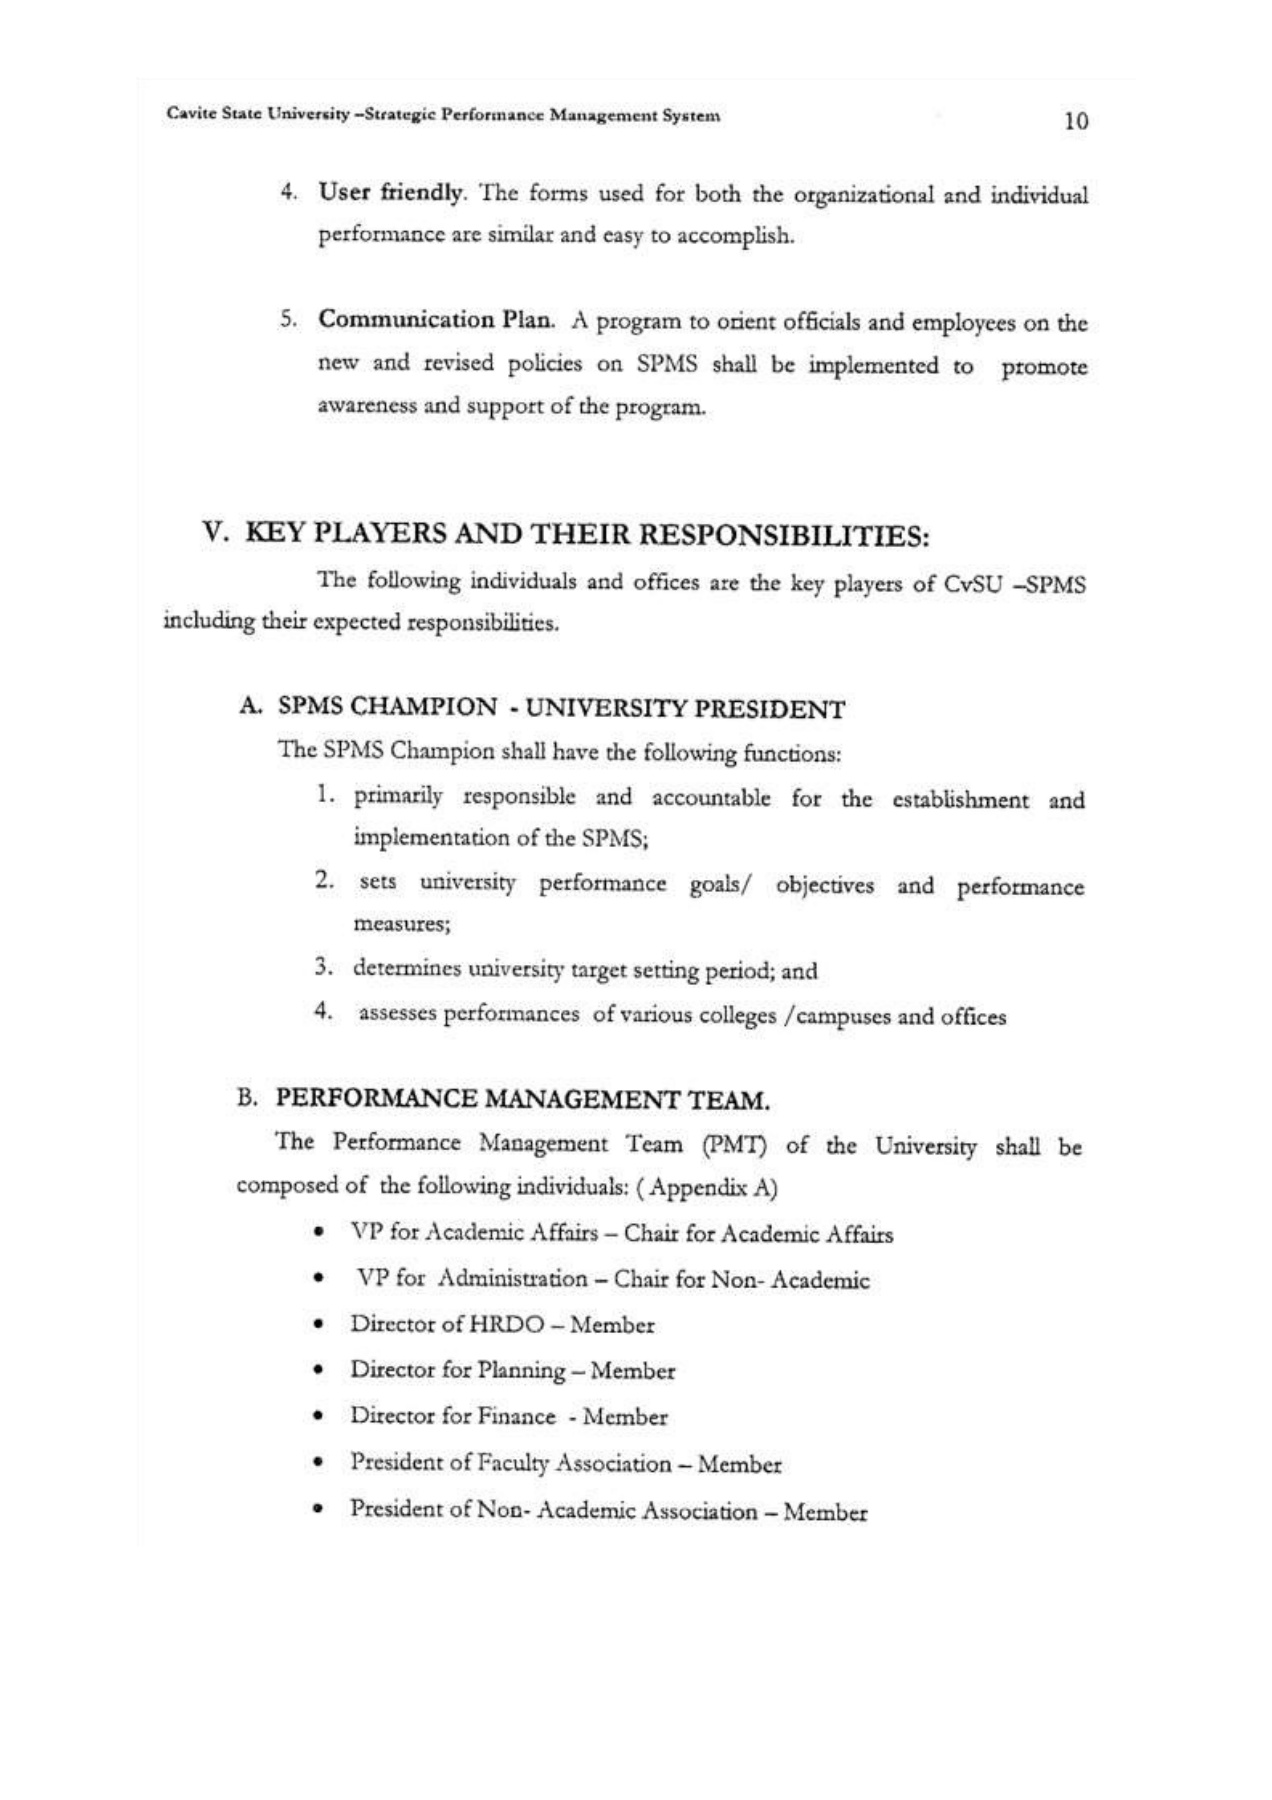 Cavite State University –Strategic Performance Management System
10
4. User friendly. The forms used for both the organizational and individual
performance are similar and easy to accomplish.
5. Communication Plan. A program to orient officials and employees on the
new and revised policies on SPMS shall be implemented to promote
awareness and support of the program.
V. KEY PLAYERS AND THEIR RESPONSIBILITIES:
The following individuals and offices are the key players of CvSU –SPMS
including their expected responsibilities.
A. SPMS CHAMPION - UNIVERSITY PRESIDENT
The SPMS Champion shall have the following functions:
1. primarily responsible and accountable for the establishment and
implementation of the SPMS;
2. sets university performance goals/ objectives and performance
measures;
3. determines university target setting period; and
4. assesses performances of various colleges /campuses and offices
B. PERFORMANCE MANAGEMENT TEAM.
The Performance Management Team (PMT) of the University shall be
composed of the following individuals: ( Appendix A)
• VP for Academic Affairs – Chair for Academic Affairs
• VP for Administration – Chair for Non- Academic
• Director of HRDO – Member
• Director for Planning – Member
• Director for Finance - Member
• President of Faculty Association – Member
• President of Non- Academic Association – Member